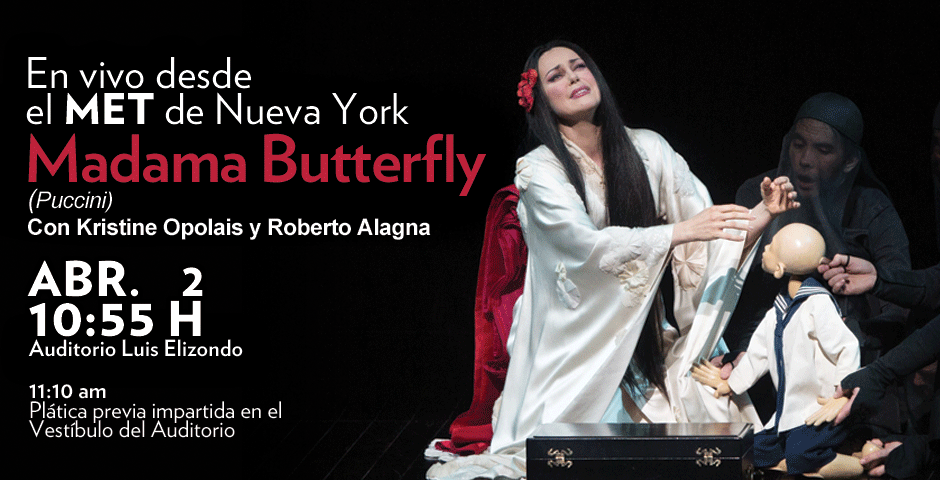 En vivo desde
el MET de Nueva York
Madama Butterfly
(Puccini)
Con Kristine Opolais y Roberto Alagna
ABR. 2
10:55 H
Auditorio Luis Elizondo
11:10 am
Plática previa impartida en el
Vestíbulo del Auditorio